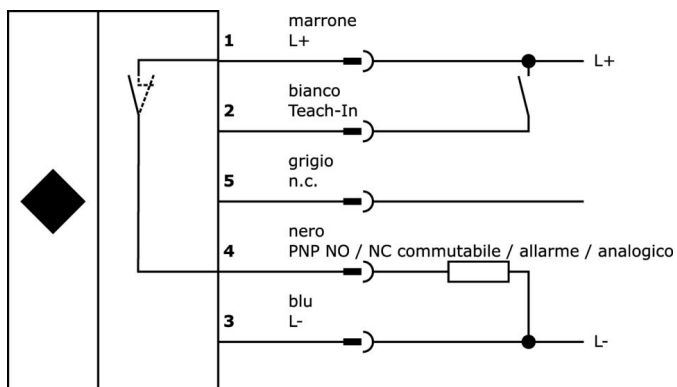 marrone
1 L+
L+
bianco
2 Teach-In
grigio
5 n.c.
nero
4 PNP NO / NC commutabile / allarme / analogico
blu
3 L-
L-